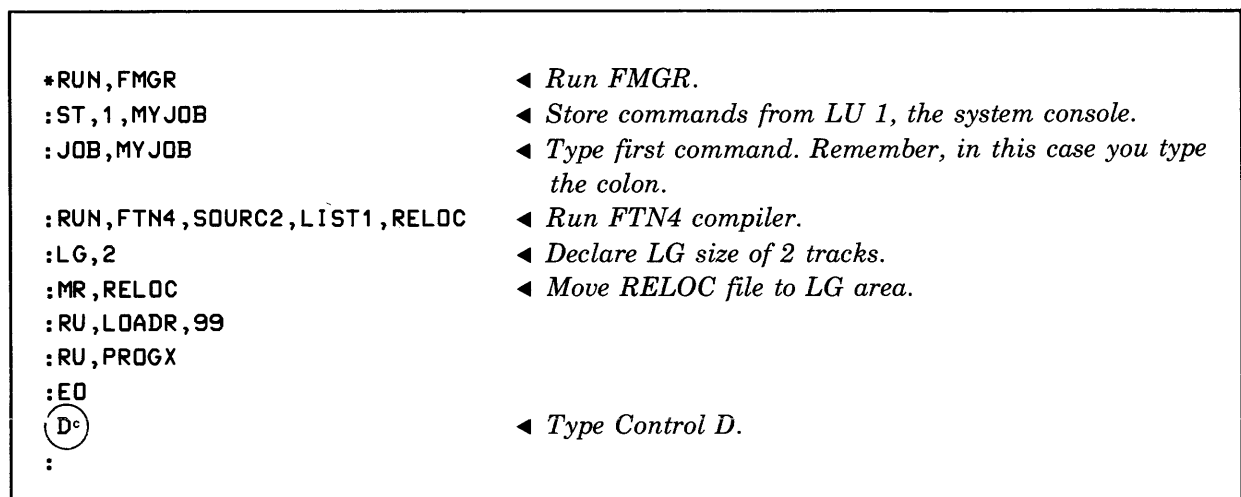 *RUN,FMGR ◄ Run FMGR.
:ST,1,MYJOB ◄ Store commands from LU 1, the system console.
:JOB,MYJOB ◄ Type first command. Remember, in this case you type
the colon.
:RUN,FTN4,SOURC2,LIST1,RELOC ◄ Run FTN4 compiler.
:LG,2 ◄ Declare LG size of 2 tracks.
:MR,RELOC ◄ Move RELOC file to LG area.
:RU,LOADR,99
:RU,PROGX
:EO
Dᶜ ◄ Type Control D.
: